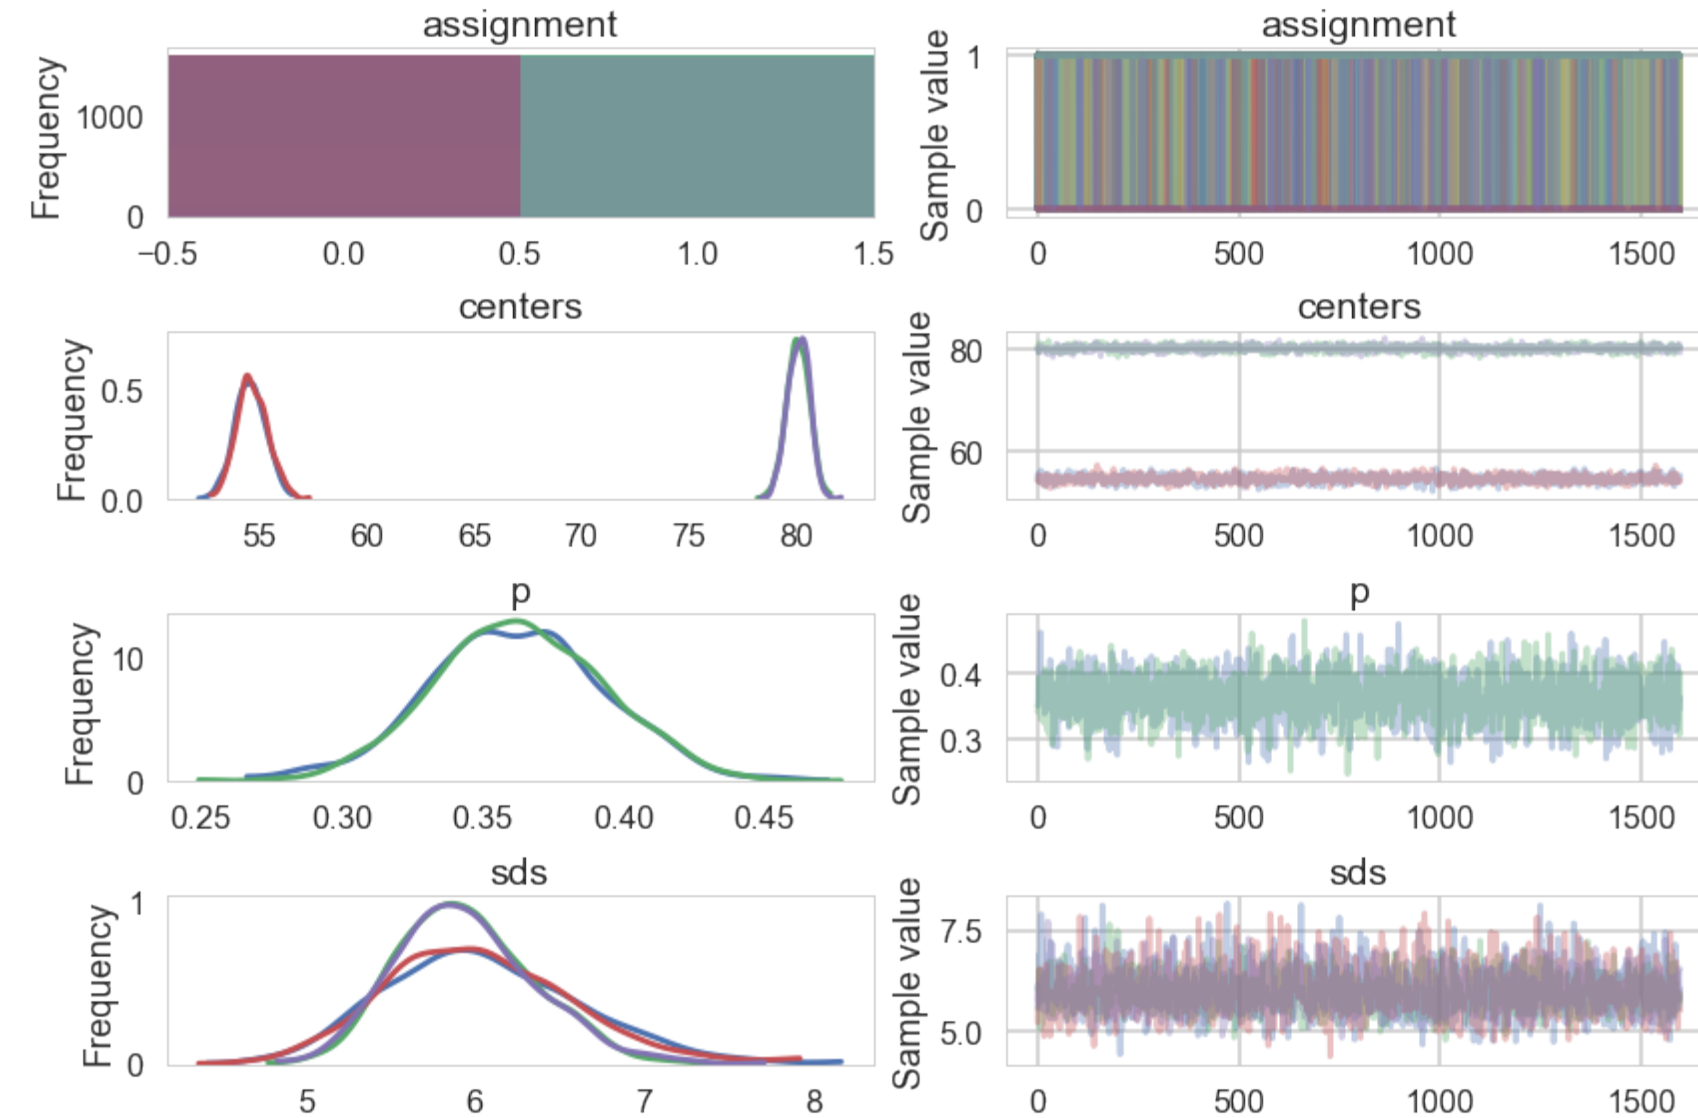 assignment
Frequency
1000
0
−0.5 0.0 0.5 1.0 1.5
assignment
Sample value
1
0
0 500 1000 1500
centers
Frequency
0.5
0.0
55 60 65 70 75 80
centers
Sample value
80
60
0 500 1000 1500
p
Frequency
10
0
0.25 0.30 0.35 0.40 0.45
p
Sample value
0.4
0.3
0 500 1000 1500
sds
Frequency
1
0
5 6 7 8
sds
Sample value
7.5
5.0
0 500 1000 1500